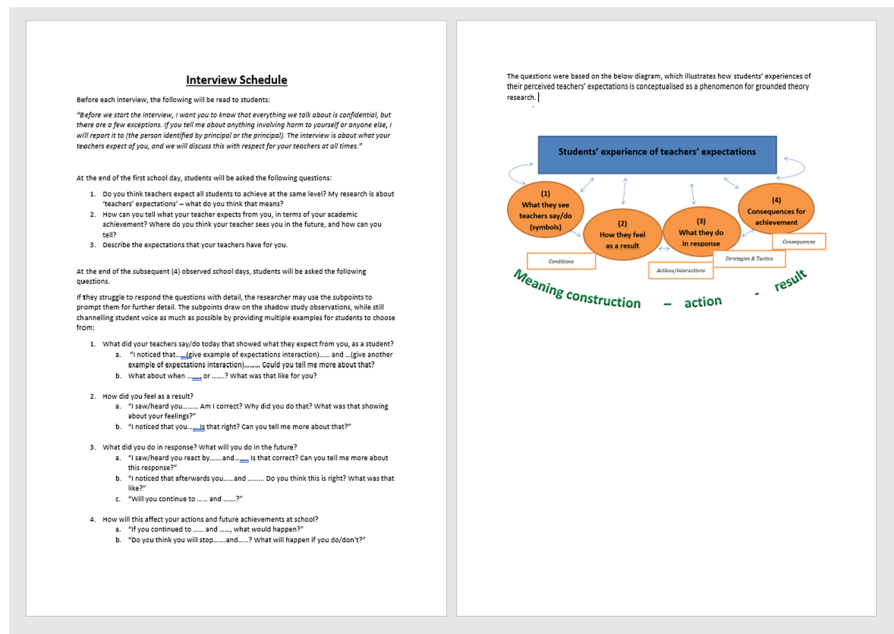 Interview Schedule
Before each interview, the following will be read to students:
"Before we start the interview, I want you to know that everything we talk about is confidential, but
there are a few exceptions. If you tell me about anything involving harm to yourself or anyone else, I
will report it to (the person identified by principal or the principal). The interview is about what your
teachers expect of you, and we will discuss this with respect for your teachers at all times."
At the end of the first school day, students will be asked the following questions:
1. Do you think teachers expect all students to achieve at the same level? My research is about
'teachers' expectations' – what do you think that means?
2. How can you tell what your teacher expects from you, in terms of your academic
achievement? Where do you think your teacher sees you in the future, and how can you
tell?
3. Describe the expectations that your teachers have for you.
At the end of the subsequent (4) observed school days, students will be asked the following
questions.
If they struggle to respond the questions with detail, the researcher may use the subpoints to
prompt them for further detail. The subpoints draw on the shadow study observations, while still
channelling student voice as much as possible by providing multiple examples for students to choose
from:
1. What did your teachers say/do today that showed what they expect from you, as a student?
a. "I noticed that.....(give example of expectations interaction)..... and ...(give another
example of expectations interaction)........ Could you tell me more about that?
b. What about when ....... or .......? What was that like for you?
2. How did you feel as a result?
a. "I saw/heard you......... Am I correct? Why did you do that? What was that showing
about your feelings?"
b. "I noticed that you......Is that right? Can you tell me more about that?"
3. What did you do in response? What will you do in the future?
a. "I saw/heard you react by.......and...... Is that correct? Can you tell me more about
this response?"
b. "I noticed that afterwards you.....and ......... Do you think this is right? What was that
like?"
c. "Will you continue to ...... and .......?"
4. How will this affect your actions and future achievements at school?
a. "If you continued to ...... and ......, what would happen?"
b. "Do you think you will stop.......and.....? What will happen if you do/don't?"
The questions were based on the below diagram, which illustrates how students' experiences of
their perceived teachers' expectations is conceptualised as a phenomenon for grounded theory
research.
Students' experience of teachers' expectations
(1)
What they see
teachers say/do
(symbols)
(2)
How they feel
as a result
(3)
What they do
in response
(4)
Consequences for
achievement
Conditions
Actions/Interactions
Strategies & Tactics
Consequences
Meaning construction – action - result